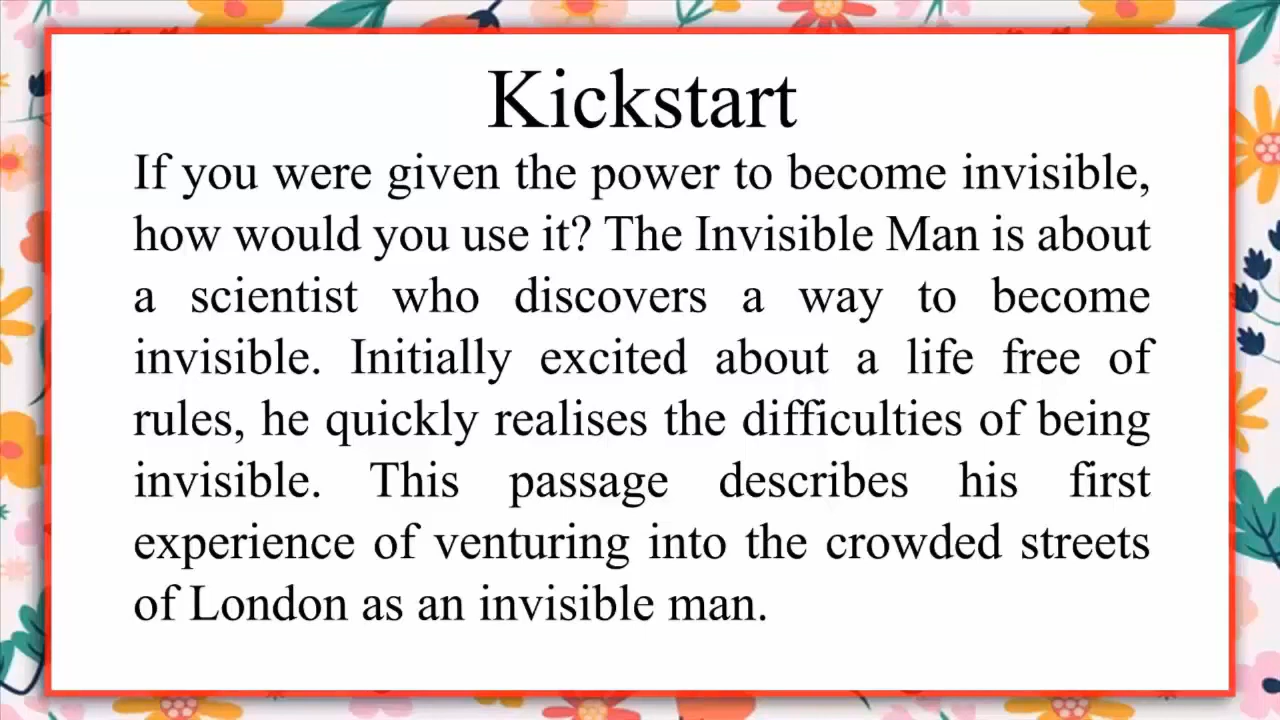 Kickstart
If you were given the power to become invisible,
how would you use it? The Invisible Man is about
a scientist who discovers a way to become
invisible. Initially excited about a life free of
rules, he quickly realises the difficulties of being
invisible. This passage describes his first
experience of venturing into the crowded streets
of London as an invisible man.